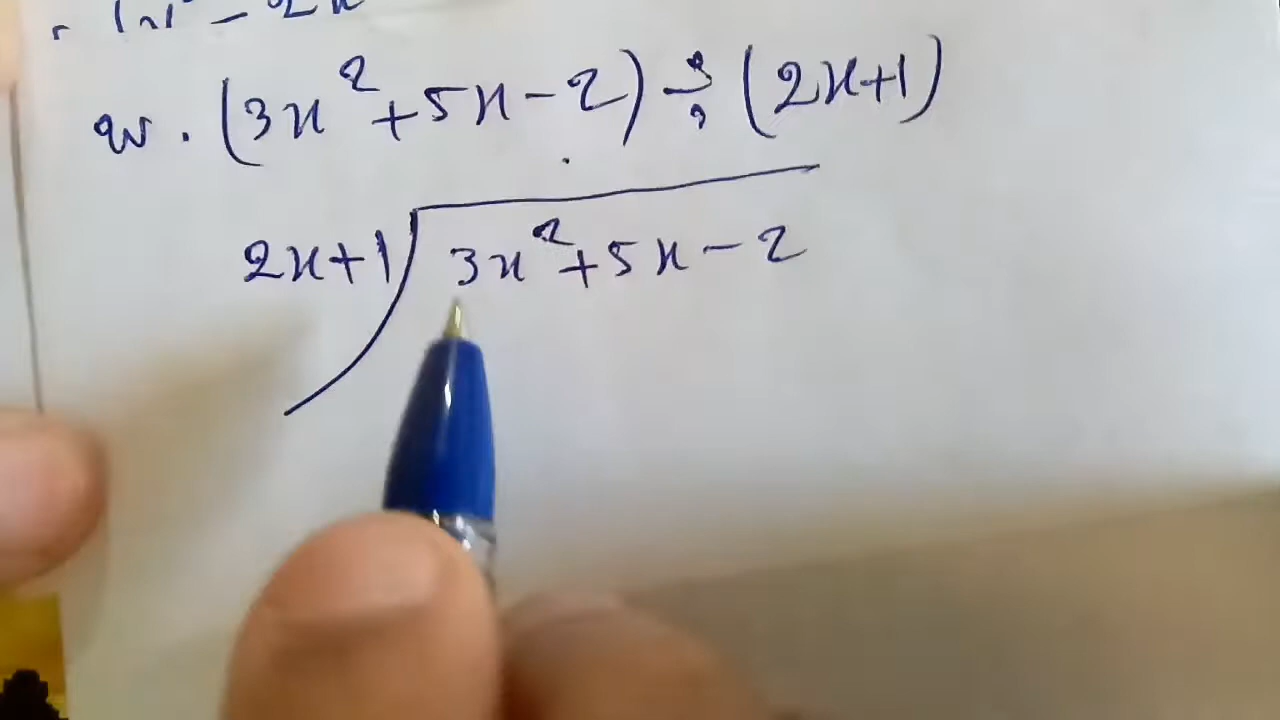 (3x² + 5x - 2) ÷ (2x+1)
2x+1) 3x² + 5x - 2